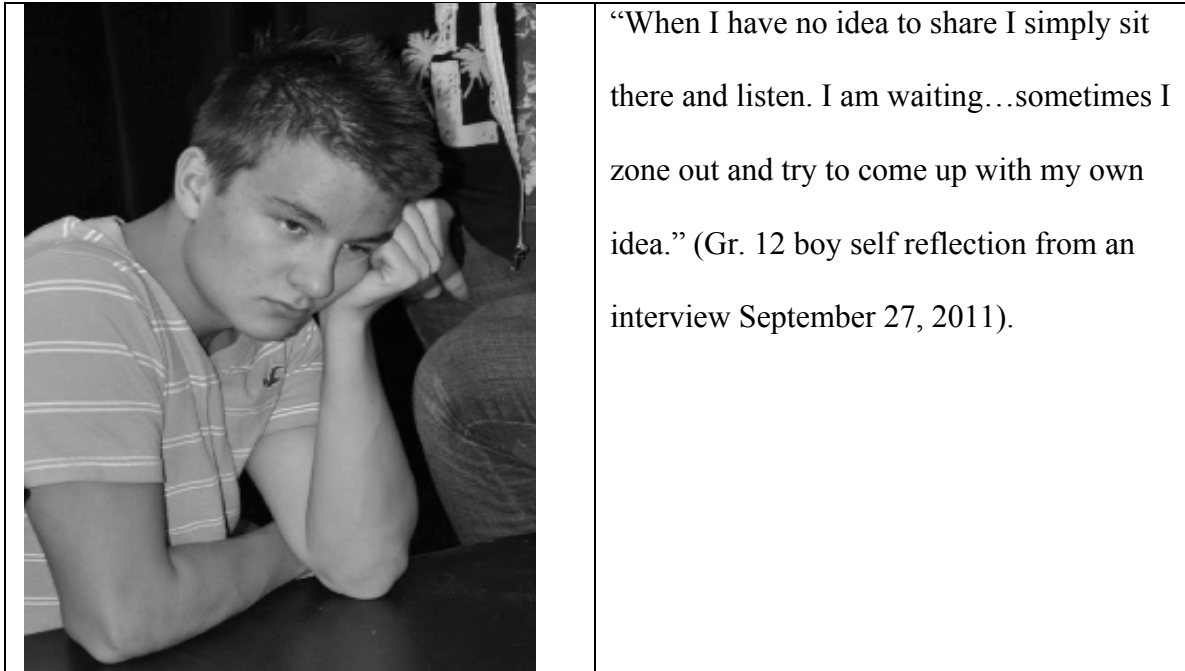 “When I have no idea to share I simply sit
there and listen. I am waiting…sometimes I
zone out and try to come up with my own
idea.” (Gr. 12 boy self reflection from an
interview September 27, 2011).